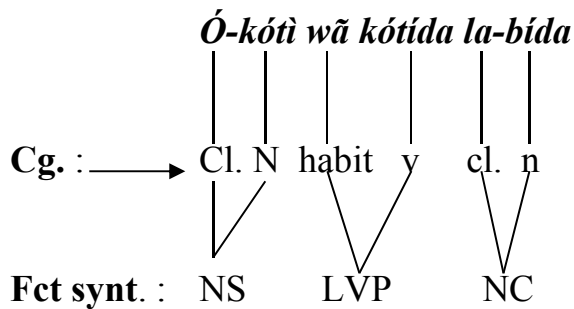 Ó-kótì wã kótída la-bída
Cg. : Cl. N habit v cl. n
Fct synt. : NS LVP NC